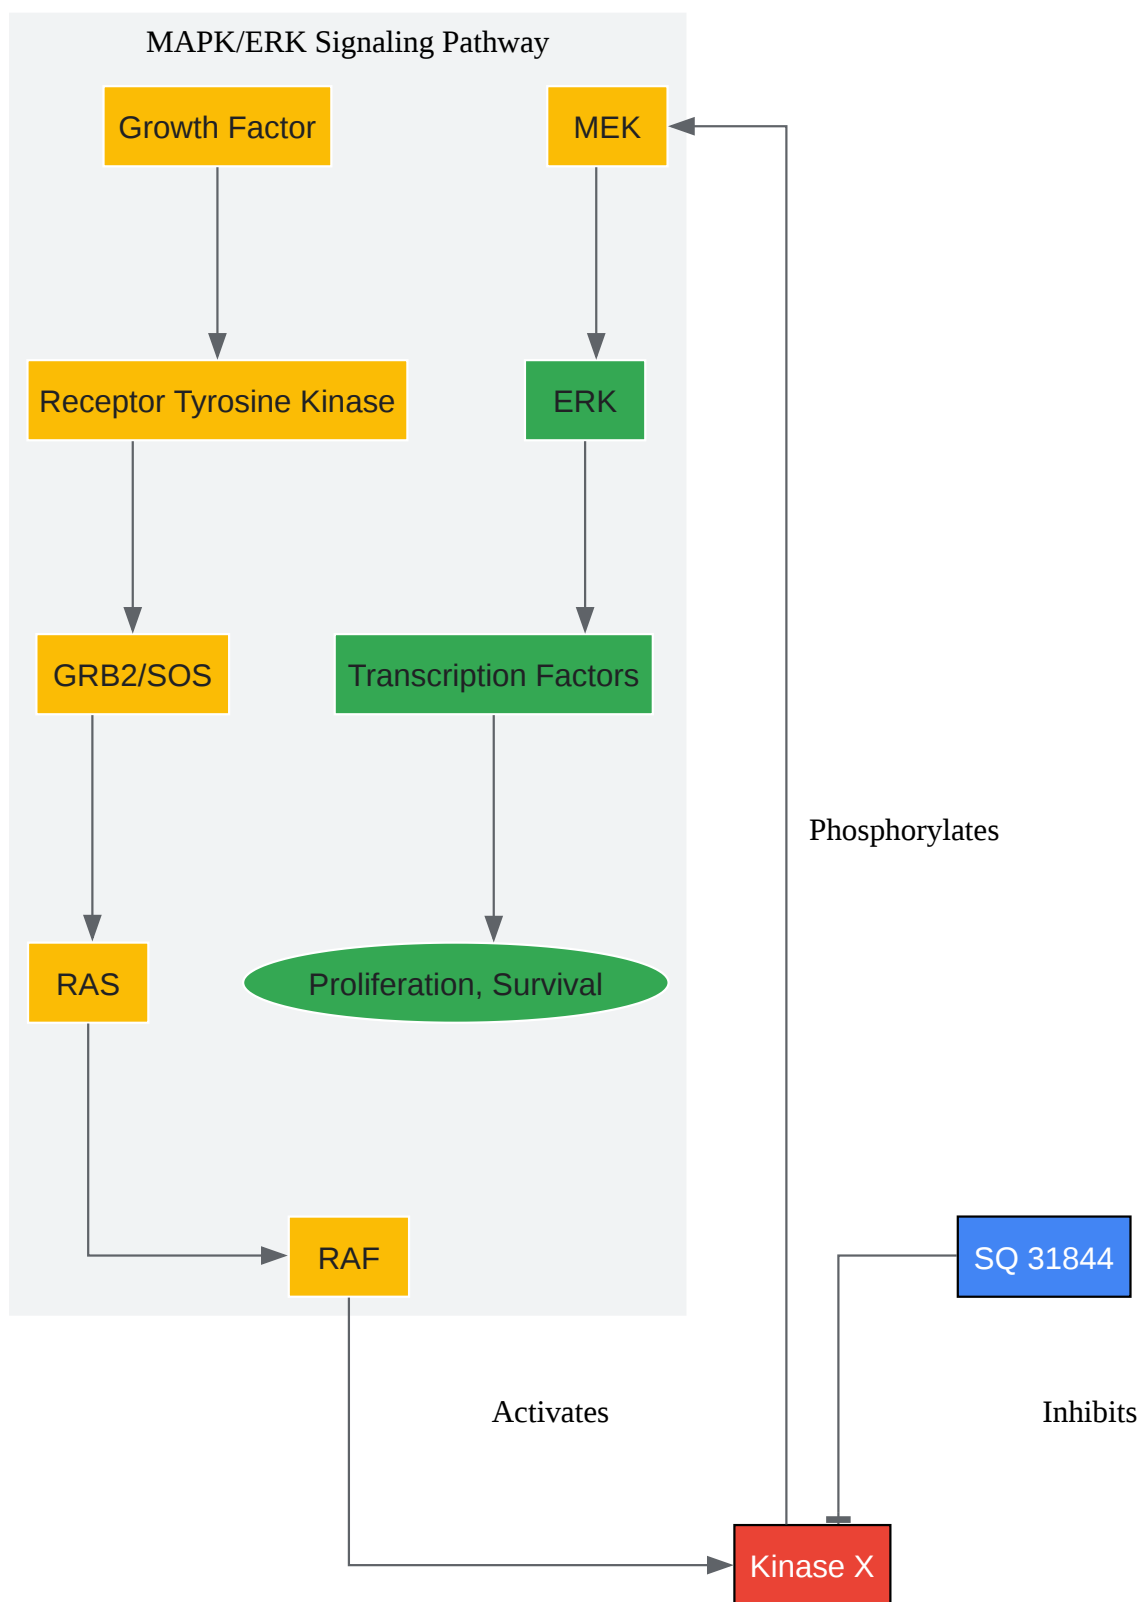 MAPK/ERK Signaling Pathway
Growth Factor
MEK
Receptor Tyrosine Kinase
ERK
GRB2/SOS
Transcription Factors
Phosphorylates
RAS
Proliferation, Survival
RAF
SQ 31844
Activates
Inhibits
Kinase X